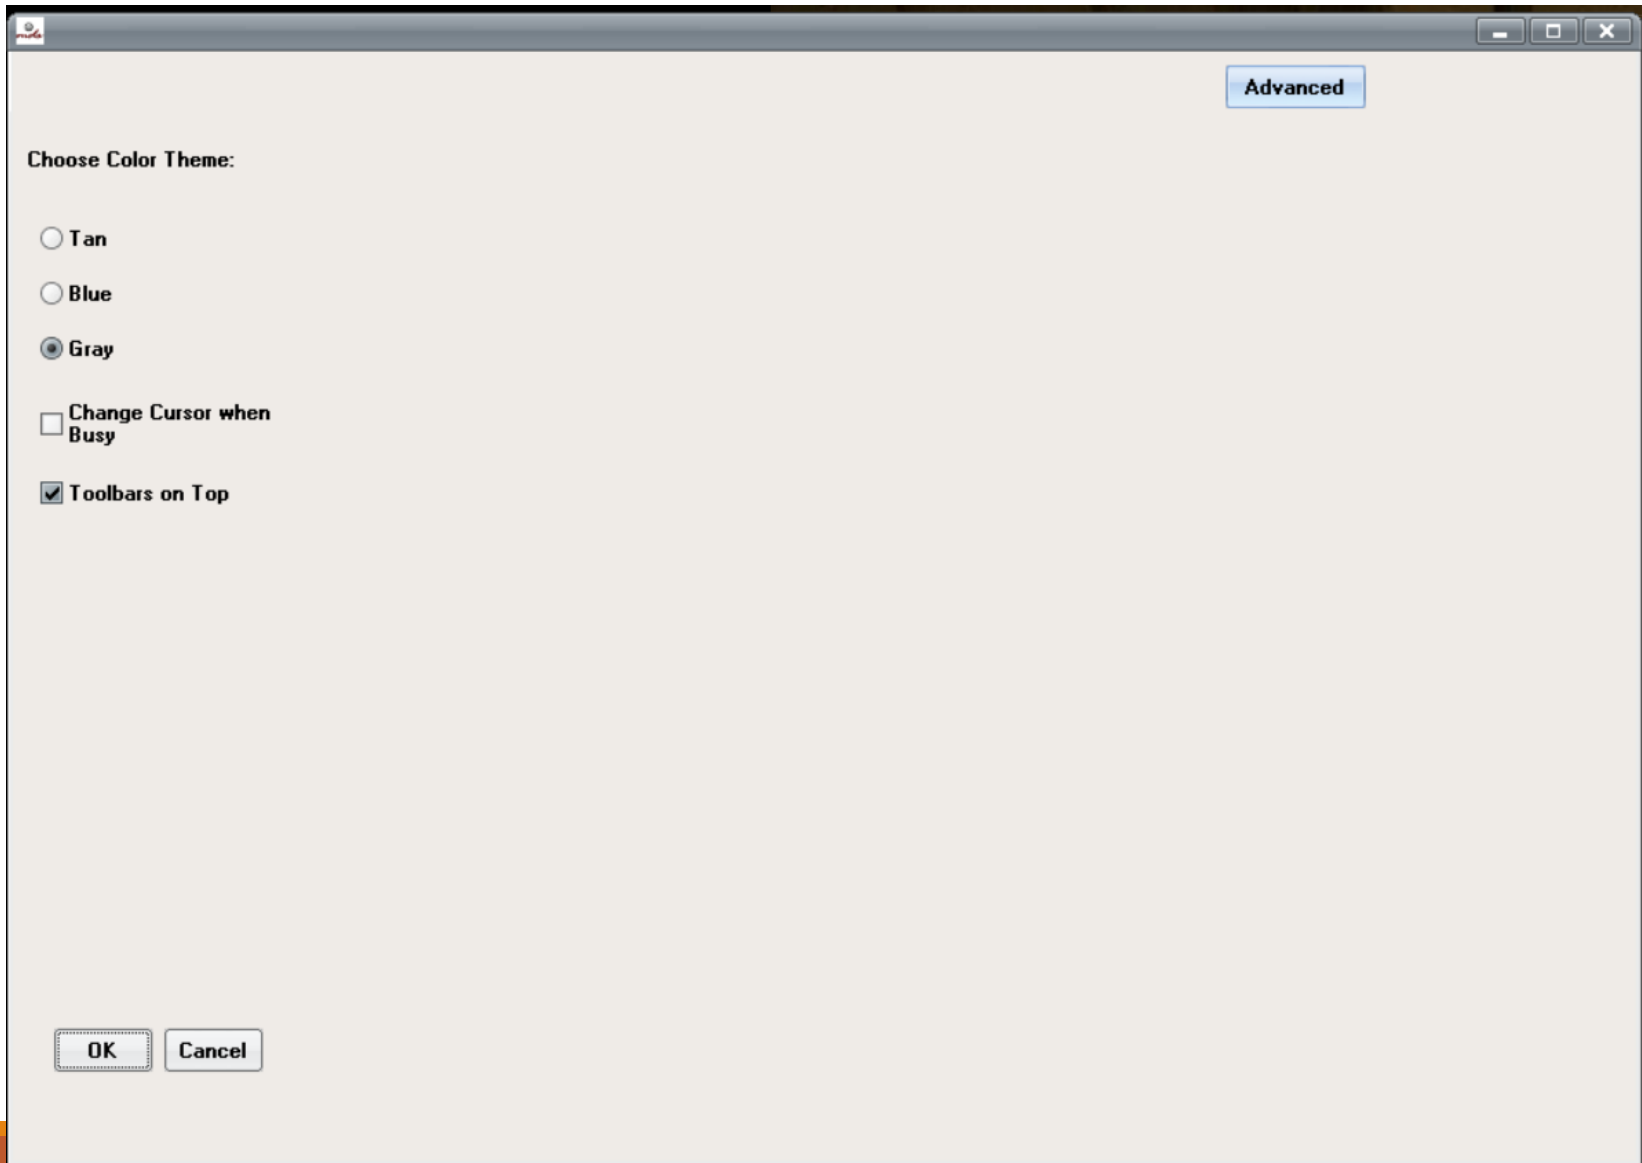 Advanced
Choose Color Theme:
Tan
Blue
Gray
Change Cursor when
Busy
Toolbars on Top
OK
Cancel